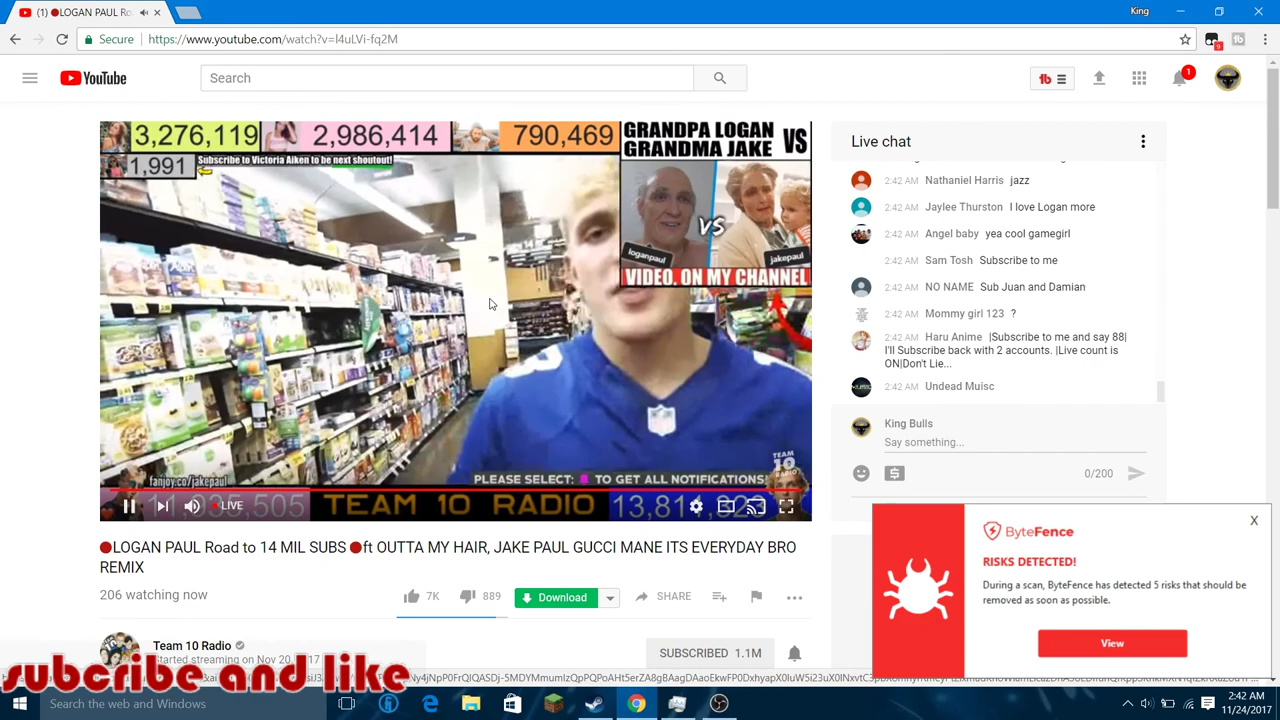 (1) 🔴LOGAN PAUL Ro
King
Secure https://www.youtube.com/watch?v=l4uLVi-fq2M
9
YouTube
Search
1
3,276,119 2,986,414 790,469
1,991 Subscribe to Victoria Aiken to be next shoutout!
GRANDPA LOGAN VS
GRANDMA JAKE
VS
loganpaul jakepaul
VIDEO. ON MY CHANNEL
fanjoy.co/jakepaul
PLEASE SELECT: TO GET ALL NOTIFICATIONS!
TEAM
10
RADIO
LIVE
TEAM 10 RADIO
Live chat
2:42 AM Nathaniel Harris jazz
2:42 AM Jaylee Thurston I love Logan more
2:42 AM Angel baby yea cool gamegirl
2:42 AM Sam Tosh Subscribe to me
2:42 AM NO NAME Sub Juan and Damian
2:42 AM Mommy girl 123 ?
2:42 AM Haru Anime |Subscribe to me and say 88|
I'll Subscribe back with 2 accounts. |Live count is
ON|Don't Lie...
2:42 AM Undead Muisc
King Bulls
Say something...
0/200
🔴LOGAN PAUL Road to 14 MIL SUBS 🔴ft OUTTA MY HAIR, JAKE PAUL GUCCI MANE ITS EVERYDAY BRO
REMIX
206 watching now
7K 889 Download SHARE
Team 10 Radio
Started streaming on Nov 20, 2017
SUBSCRIBED 1.1M
subcribe and like
ByteFence
RISKS DETECTED!
During a scan, ByteFence has detected 5 risks that should be
removed as soon as possible.
View
Search the web and Windows
2:42 AM
11/24/2017